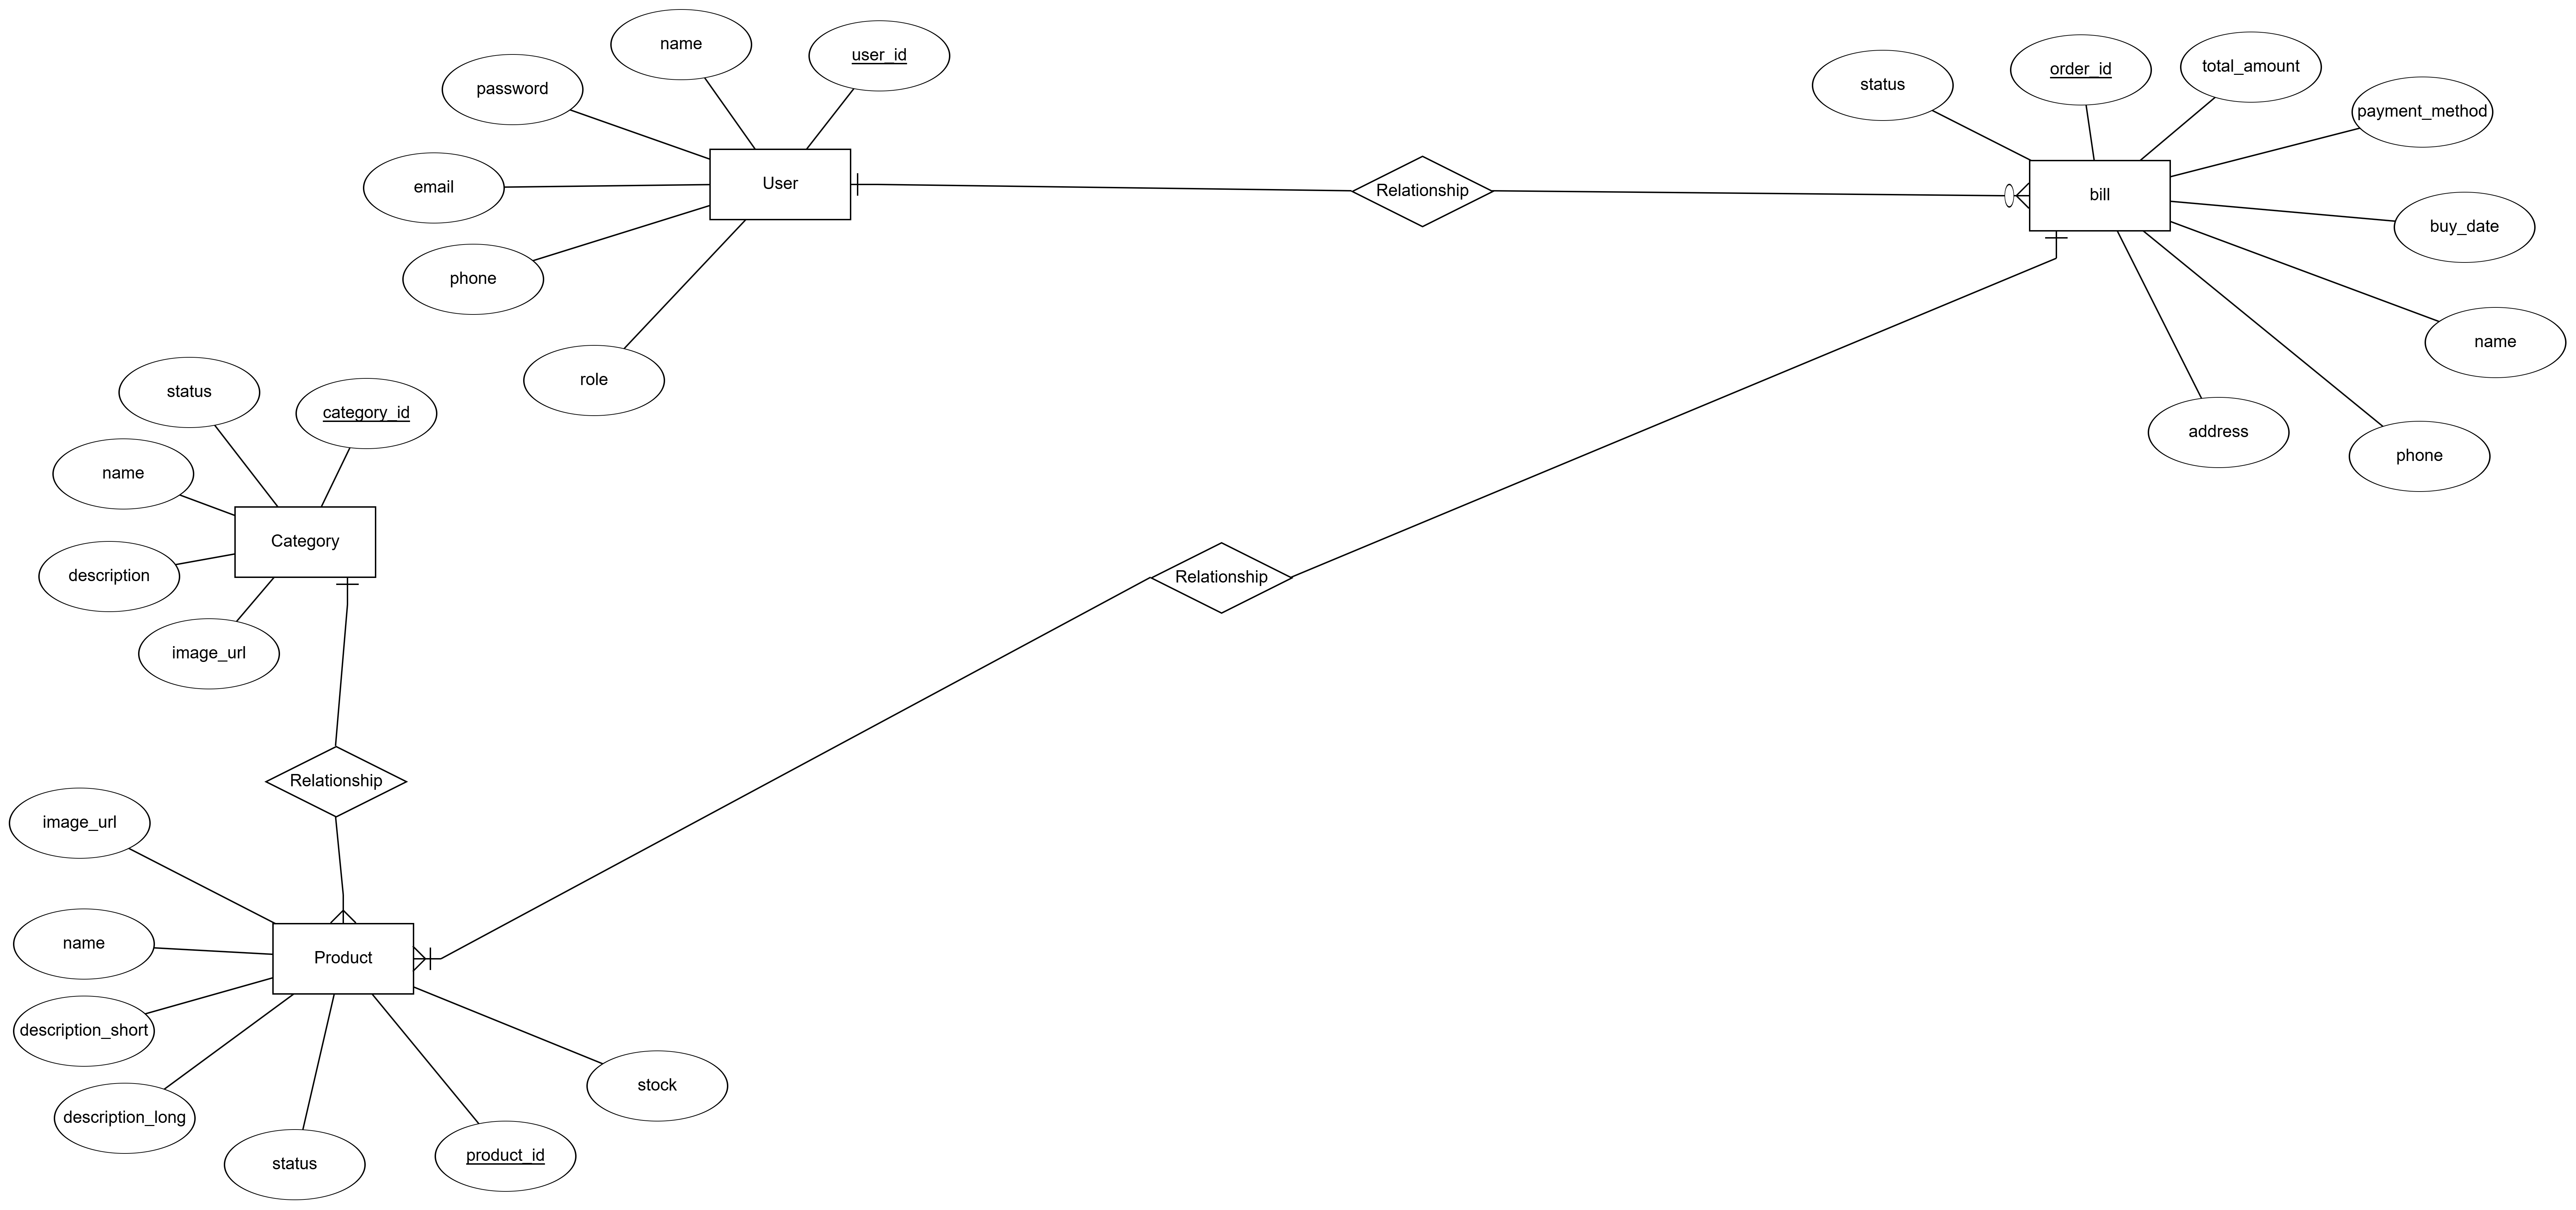 name
user_id
password
email
phone
role
User
Relationship
status
order_id
total_amount
payment_method
buy_date
name
phone
address
bill
status
category_id
name
description
image_url
Category
Relationship
Relationship
image_url
name
description_short
description_long
status
product_id
stock
Product